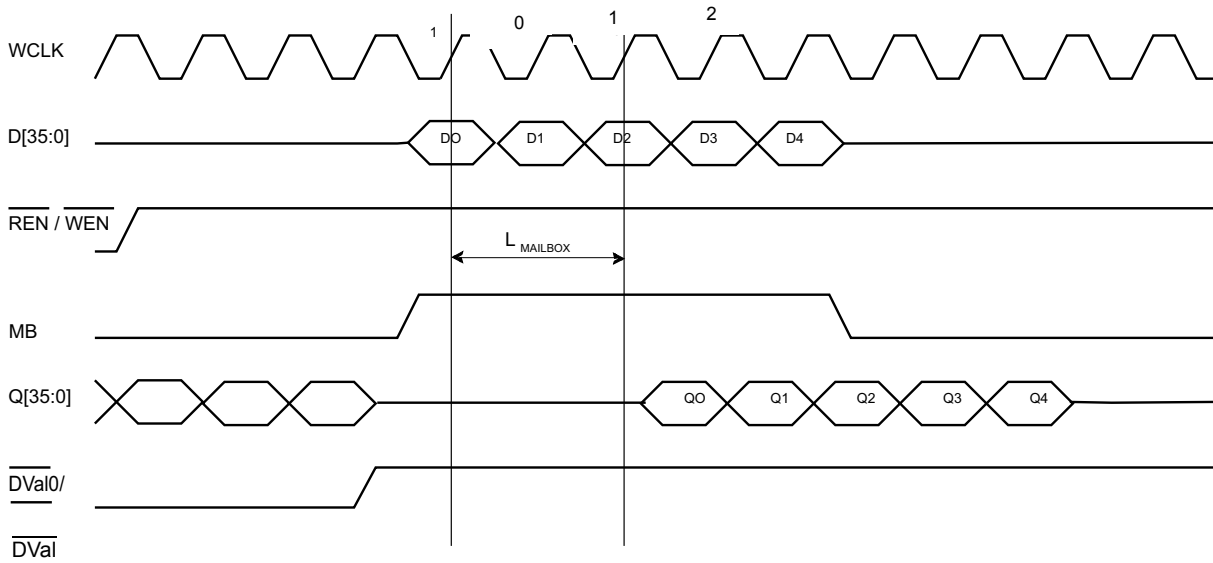 1 0 1 2
WCLK
D[35:0] DO D1 D2 D3 D4
REN / WEN
L MAILBOX
MB
Q[35:0] QO Q1 Q2 Q3 Q4
DVal0/
DVal